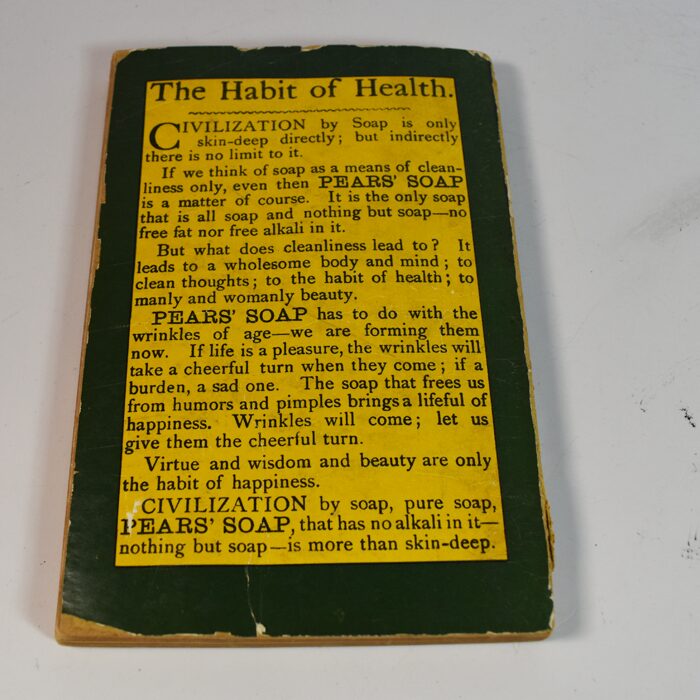 The Habit of Health.
CIVILIZATION by Soap is only
skin-deep directly; but indirectly
there is no limit to it.
If we think of soap as a means of clean-
liness only, even then PEARS' SOAP
is a matter of course. It is the only soap
that is all soap and nothing but soap—no
free fat nor free alkali in it.
But what does cleanliness lead to? It
leads to a wholesome body and mind; to
clean thoughts; to the habit of health; to
manly and womanly beauty.
PEARS' SOAP has to do with the
wrinkles of age—we are forming them
now. If life is a pleasure, the wrinkles will
take a cheerful turn when they come; if a
burden, a sad one. The soap that frees us
from humors and pimples brings a lifeful of
happiness. Wrinkles will come; let us
give them the cheerful turn.
Virtue and wisdom and beauty are only
the habit of happiness.
CIVILIZATION by soap, pure soap,
PEARS' SOAP, that has no alkali in it—
nothing but soap—is more than skin-deep.